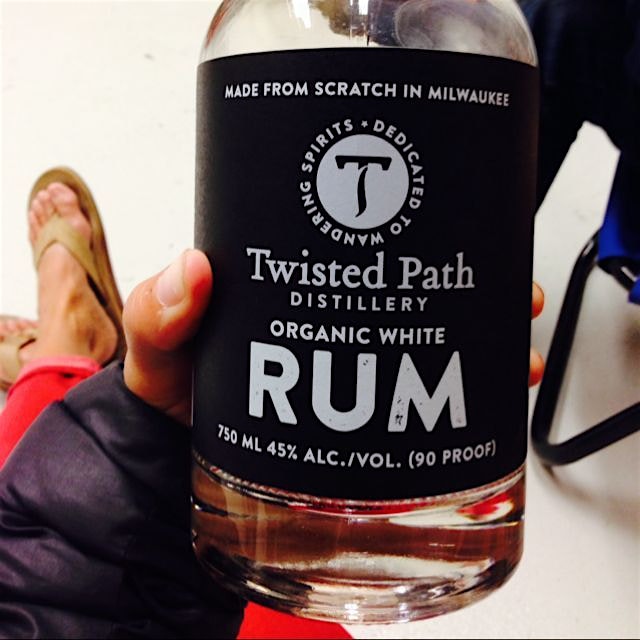 MADE FROM SCRATCH IN MILWAUKEE
DEDICATED TO WANDERING SPIRITS ★
T
Twisted Path
DISTILLERY
ORGANIC WHITE
RUM
750 ML 45% ALC./VOL. (90 PROOF)